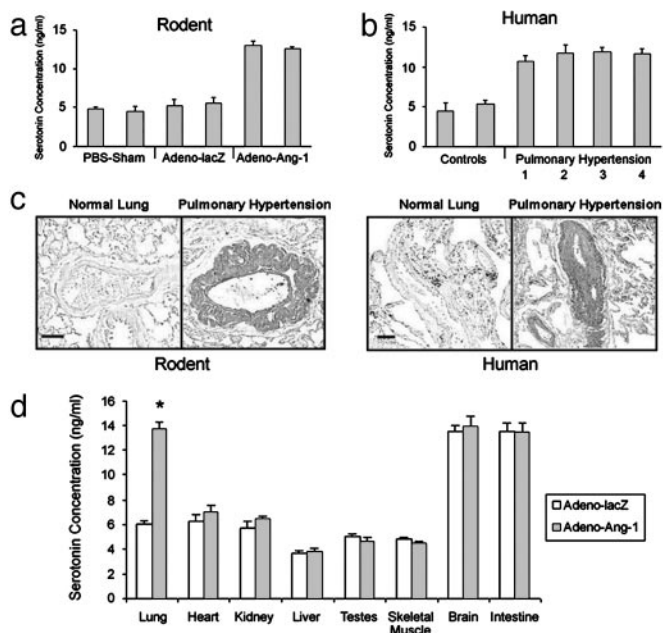 a
Rodent
Serotonin Concentration (ng/ml)
15
10
5
0
PBS-Sham Adeno-lacZ Adeno-Ang-1
b
Human
Serotonin Concentration (ng/ml)
15
10
5
0
Controls Pulmonary Hypertension
1 2 3 4
c
Normal Lung Pulmonary Hypertension
Rodent
Normal Lung Pulmonary Hypertension
Human
d
Serotonin Concentration (ng/ml)
16
14
12
10
8
6
4
2
0
*
Adeno-lacZ
Adeno-Ang-1
Lung Heart Kidney Liver Testes Skeletal Brain Intestine
Muscle